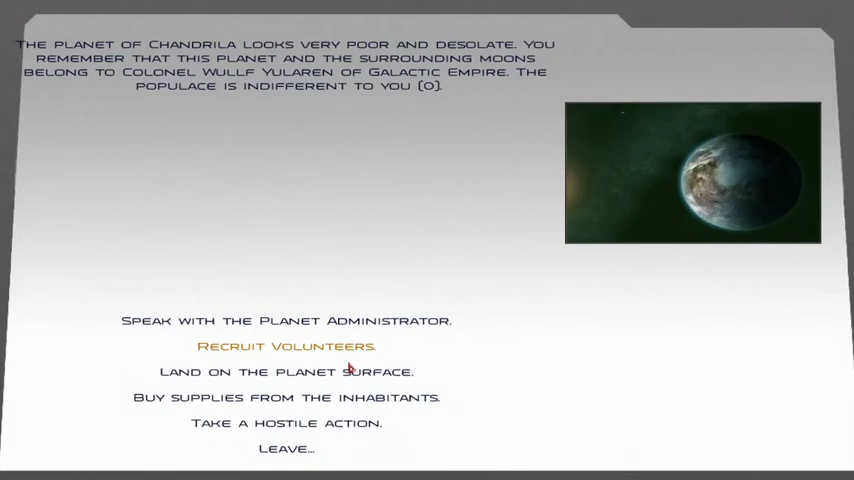 The planet of Chandrila looks very poor and desolate. You
remember that this planet and the surrounding moons
belong to Colonel Wullf Yularen of Galactic Empire. The
populace is indifferent to you (0).
Speak with the Planet Administrator.
Recruit Volunteers.
Land on the planet surface.
Buy supplies from the inhabitants.
Take a hostile action.
Leave...